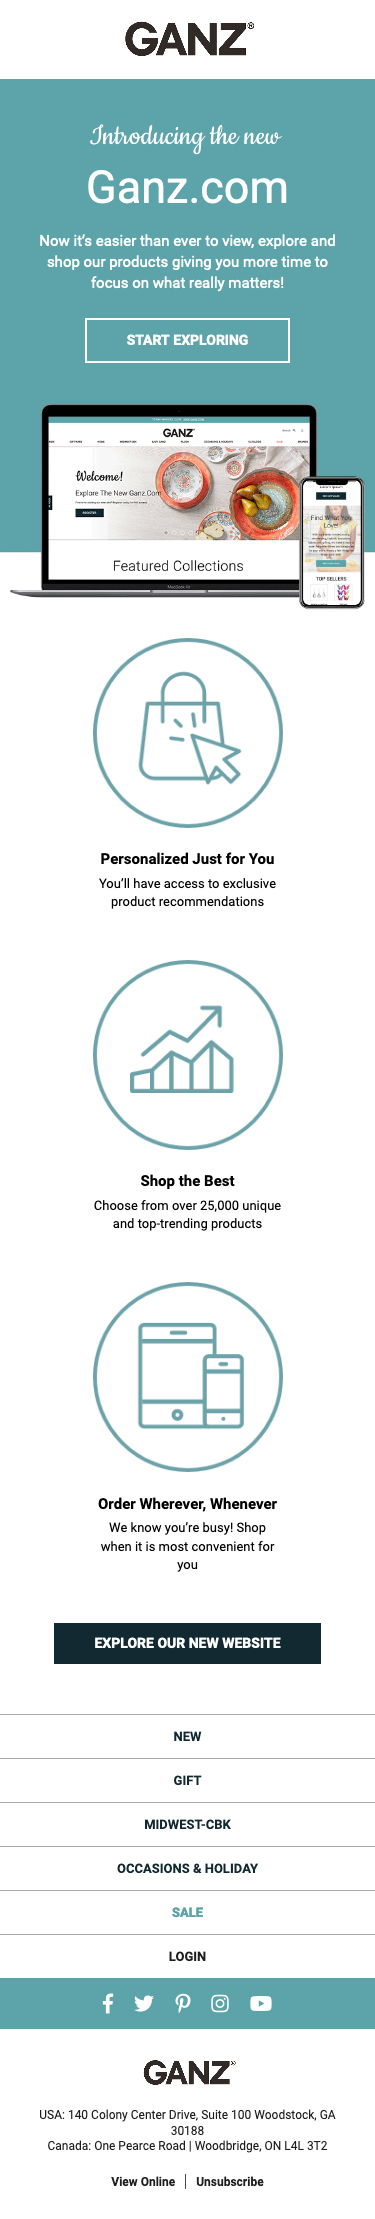 GANZ®
Introducing the new
Ganz.com
Now it’s easier than ever to view, explore and
shop our products giving you more time to
focus on what really matters!
START EXPLORING
GANZ
Welcome!
Explore The New Ganz.Com
REGISTER
Featured Collections
MacBook Air
Find What You
Love!
TOP SELLERS
Personalized Just for You
You’ll have access to exclusive
product recommendations
Shop the Best
Choose from over 25,000 unique
and top-trending products
Order Wherever, Whenever
We know you’re busy! Shop
when it is most convenient for
you
EXPLORE OUR NEW WEBSITE
NEW
GIFT
MIDWEST-CBK
OCCASIONS & HOLIDAY
SALE
LOGIN
GANZ®
USA: 140 Colony Center Drive, Suite 100 Woodstock, GA
30188
Canada: One Pearce Road | Woodbridge, ON L4L 3T2
View Online | Unsubscribe